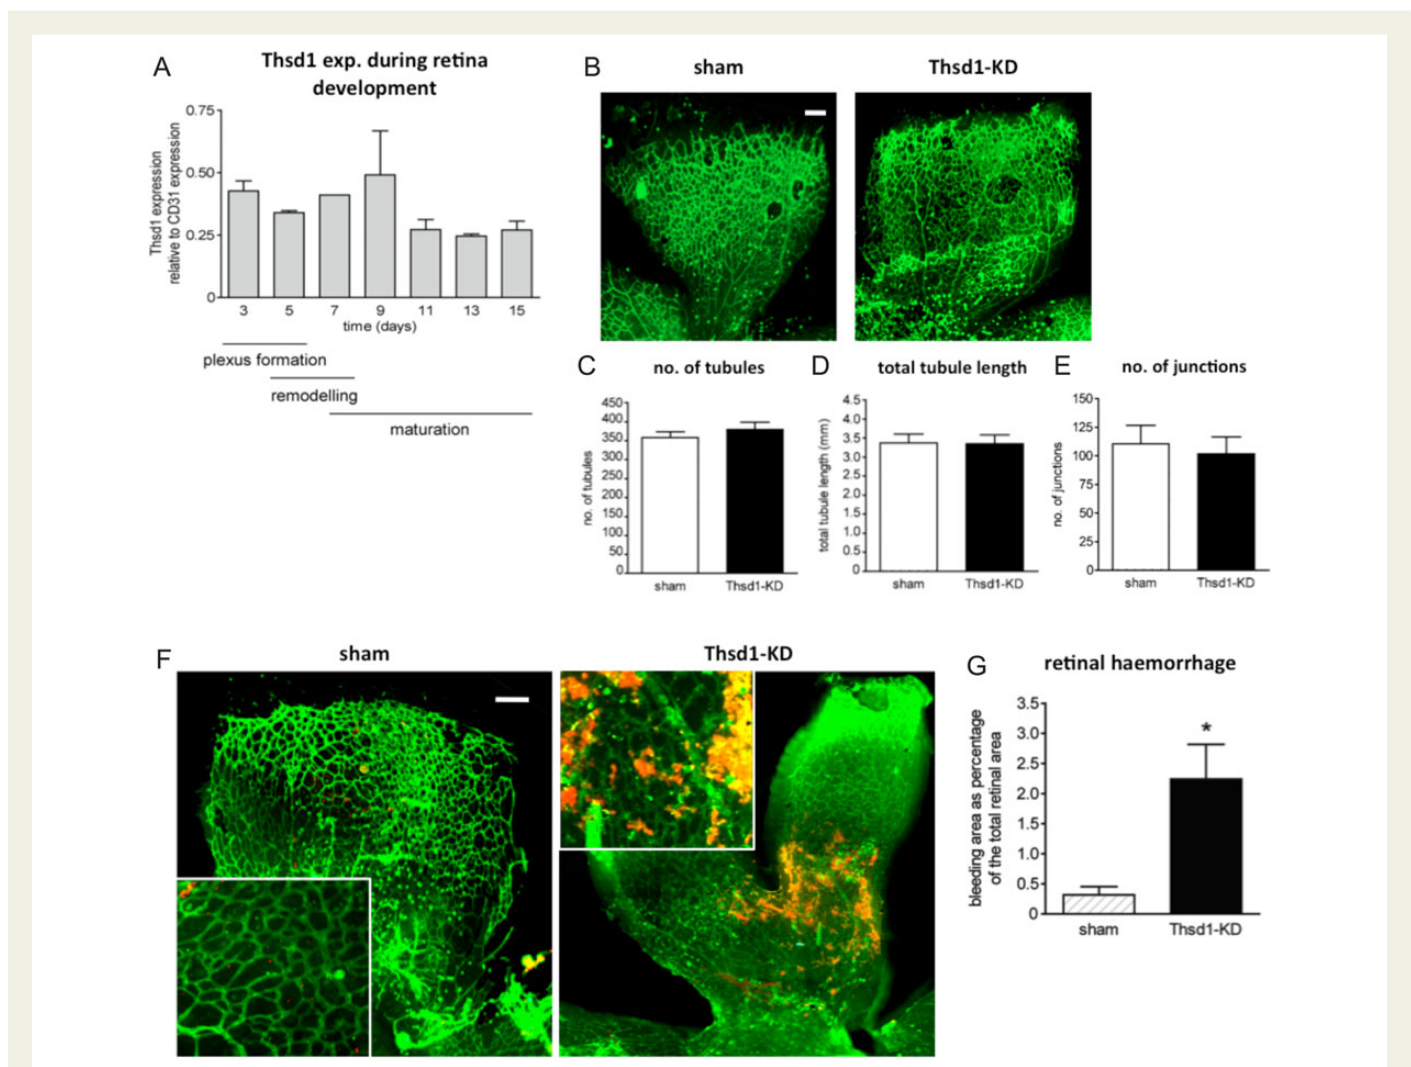 A
Thsd1 exp. during retina
development
Thsd1 expression
relative to CD31 expression
0.75
0.50
0.25
0
3 5 7 9 11 13 15
time (days)
plexus formation
remodelling
maturation
B
sham
Thsd1-KD
C
no. of tubules
no. of tubules
450
400
350
300
250
200
150
100
50
0
sham
Thsd1-KD
D
total tubule length
total tubule length (mm)
4.5
4.0
3.5
3.0
2.5
2.0
1.5
1.0
0.5
0
sham
Thsd1-KD
E
no. of junctions
no. of junctions
150
125
100
75
50
25
0
sham
Thsd1-KD
F
sham
Thsd1-KD
G
retinal haemorrhage
bleeding area as percentage
of the total retinal area
3.5
3.0
2.5
2.0
1.5
1.0
0.5
0
*
sham
Thsd1-KD